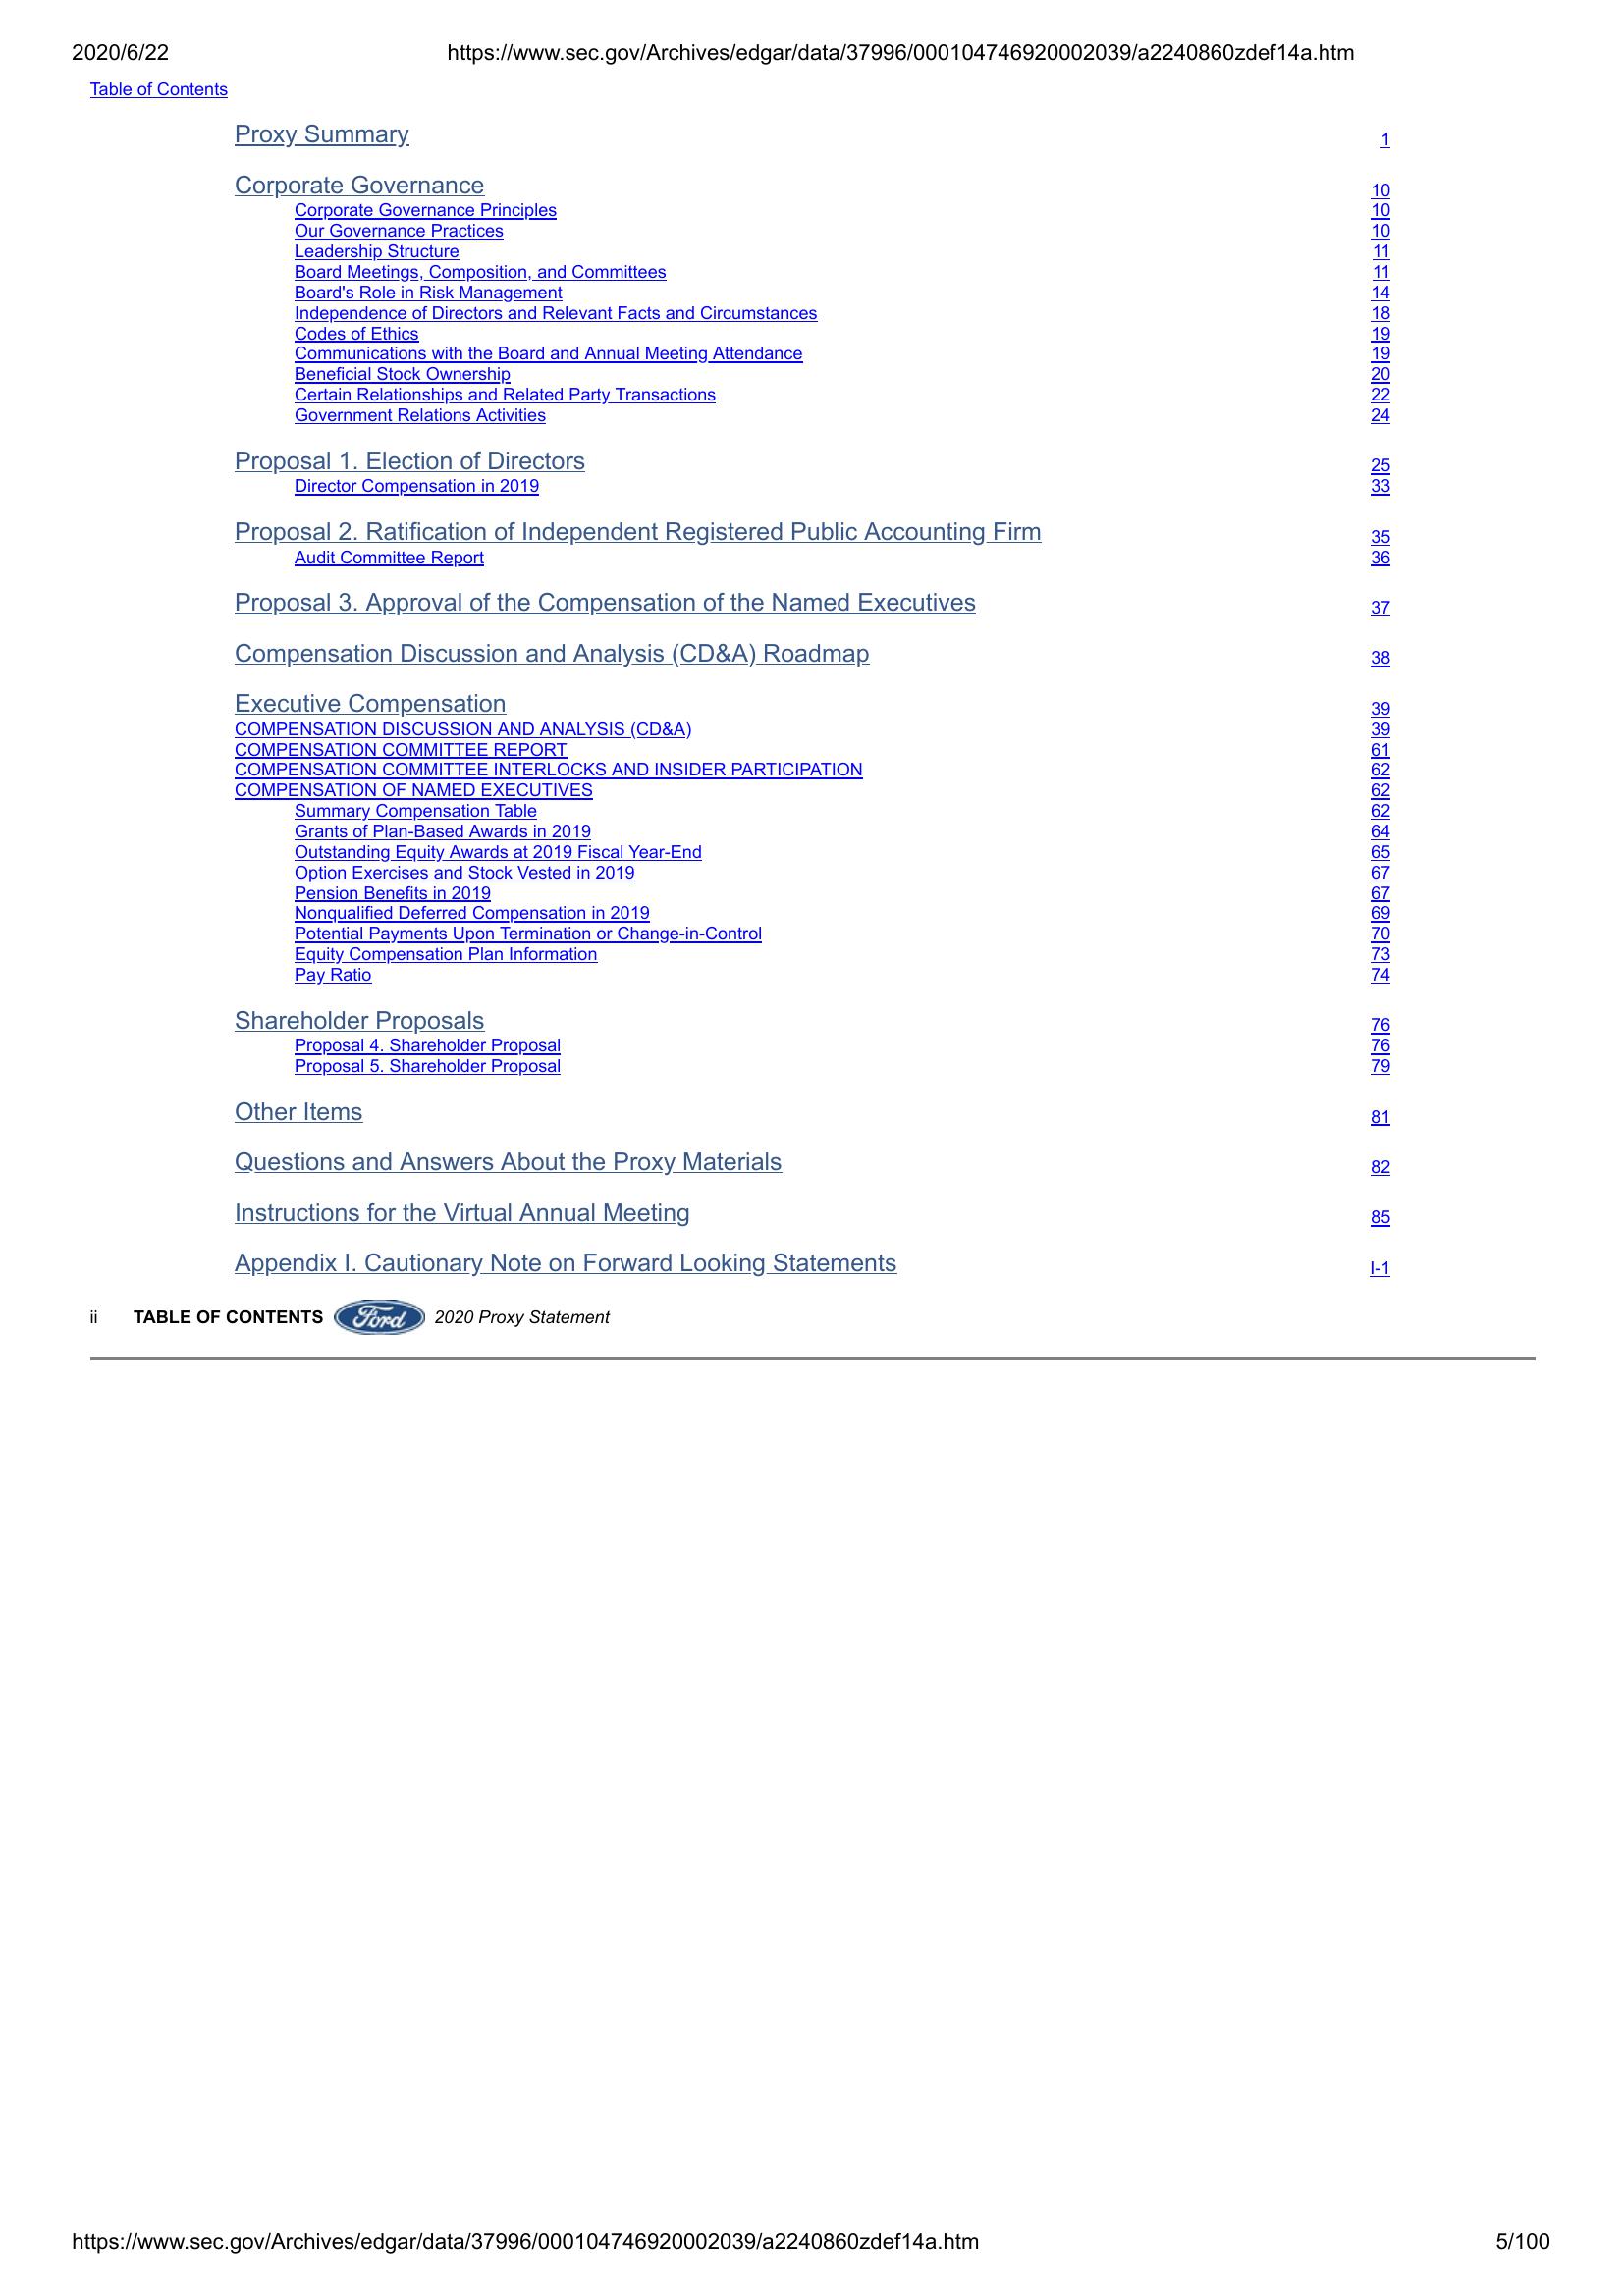 2020/6/22 https://www.sec.gov/Archives/edgar/data/37996/000104746920002039/a2240860zdef14a.htm
Table of Contents
Proxy Summary 1
Corporate Governance 10
Corporate Governance Principles 10
Our Governance Practices 10
Leadership Structure 11
Board Meetings, Composition, and Committees 11
Board's Role in Risk Management 14
Independence of Directors and Relevant Facts and Circumstances 18
Codes of Ethics 19
Communications with the Board and Annual Meeting Attendance 19
Beneficial Stock Ownership 20
Certain Relationships and Related Party Transactions 22
Government Relations Activities 24
Proposal 1. Election of Directors 25
Director Compensation in 2019 33
Proposal 2. Ratification of Independent Registered Public Accounting Firm 35
Audit Committee Report 36
Proposal 3. Approval of the Compensation of the Named Executives 37
Compensation Discussion and Analysis (CD&A) Roadmap 38
Executive Compensation 39
COMPENSATION DISCUSSION AND ANALYSIS (CD&A) 39
COMPENSATION COMMITTEE REPORT 61
COMPENSATION COMMITTEE INTERLOCKS AND INSIDER PARTICIPATION 62
COMPENSATION OF NAMED EXECUTIVES 62
Summary Compensation Table 62
Grants of Plan-Based Awards in 2019 64
Outstanding Equity Awards at 2019 Fiscal Year-End 65
Option Exercises and Stock Vested in 2019 67
Pension Benefits in 2019 67
Nonqualified Deferred Compensation in 2019 69
Potential Payments Upon Termination or Change-in-Control 70
Equity Compensation Plan Information 73
Pay Ratio 74
Shareholder Proposals 76
Proposal 4. Shareholder Proposal 76
Proposal 5. Shareholder Proposal 79
Other Items 81
Questions and Answers About the Proxy Materials 82
Instructions for the Virtual Annual Meeting 85
Appendix I. Cautionary Note on Forward Looking Statements I-1
ii TABLE OF CONTENTS Ford 2020 Proxy Statement
https://www.sec.gov/Archives/edgar/data/37996/000104746920002039/a2240860zdef14a.htm 5/100